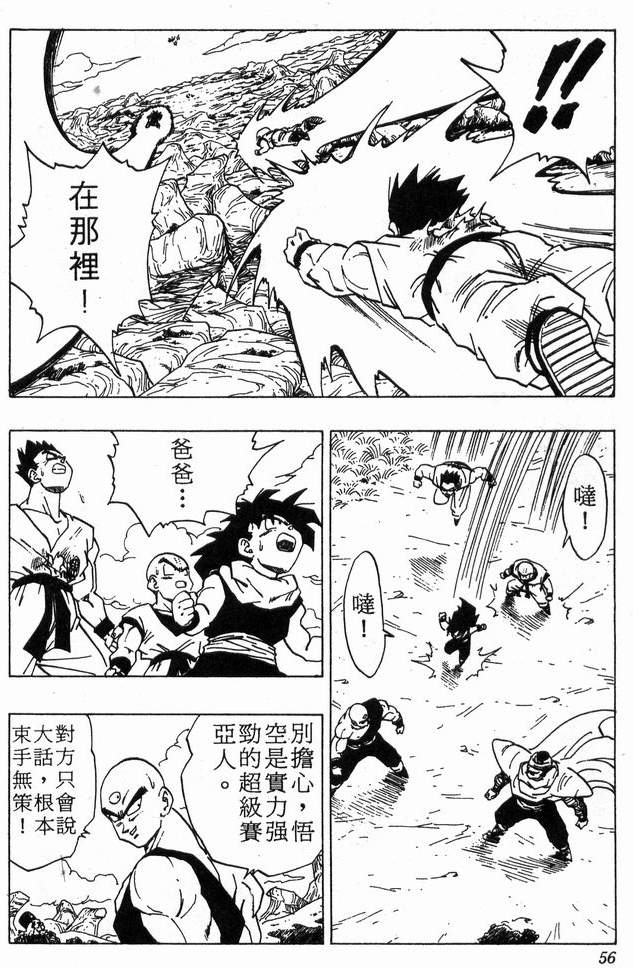 !!
在那裡！
噠！
噠！
爸爸…
別擔心，悟
空是實力强
勁的超級賽
亞人。
對方只會說
大話，根本
束手無策！
56